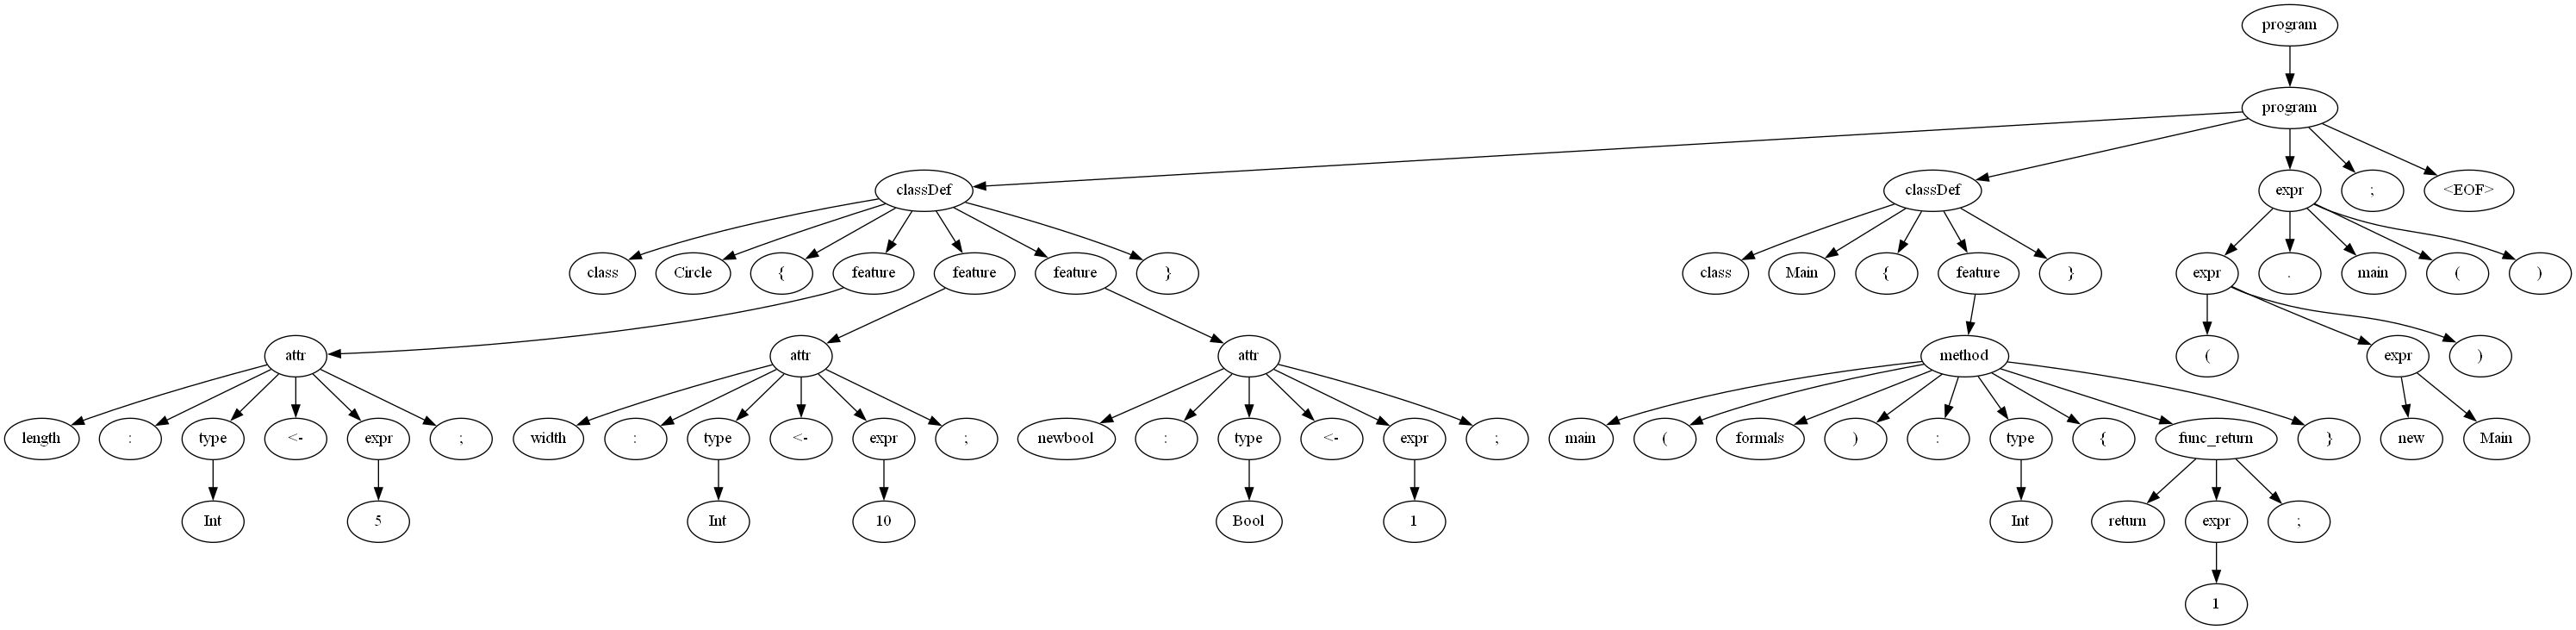 program
program
classDef classDef expr ; <EOF>
class Circle { feature feature feature } class Main { feature } expr . main ( )
attr attr attr method ( expr )
length : type <- expr ; width : type <- expr ; newbool : type <- expr ; main ( formals ) : type { func_return } new Main
Int 5 Int 10 Bool 1 Int return expr ;
1